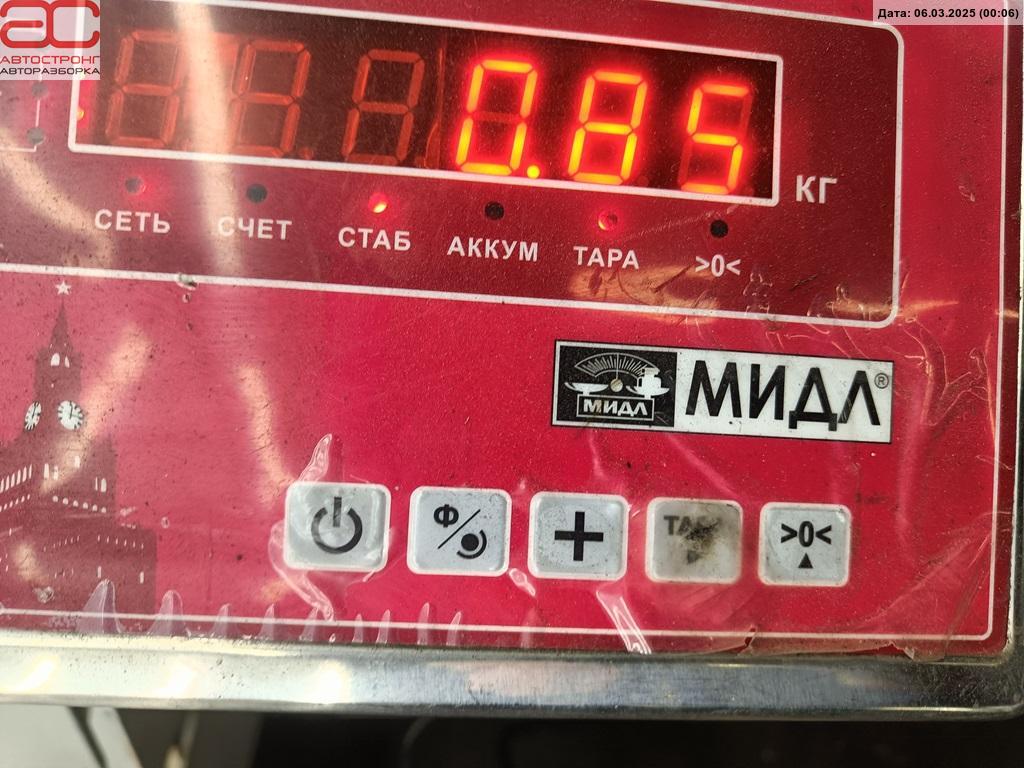 Дата: 06.03.2025 (00:06)
АС
АВТОСТРОНГ
АВТОРАЗБОРКА
0.85
КГ
СЕТЬ СЧЕТ СТАБ АККУМ ТАРА >0<
МИДЛ МИДЛ®
Ф + >0<